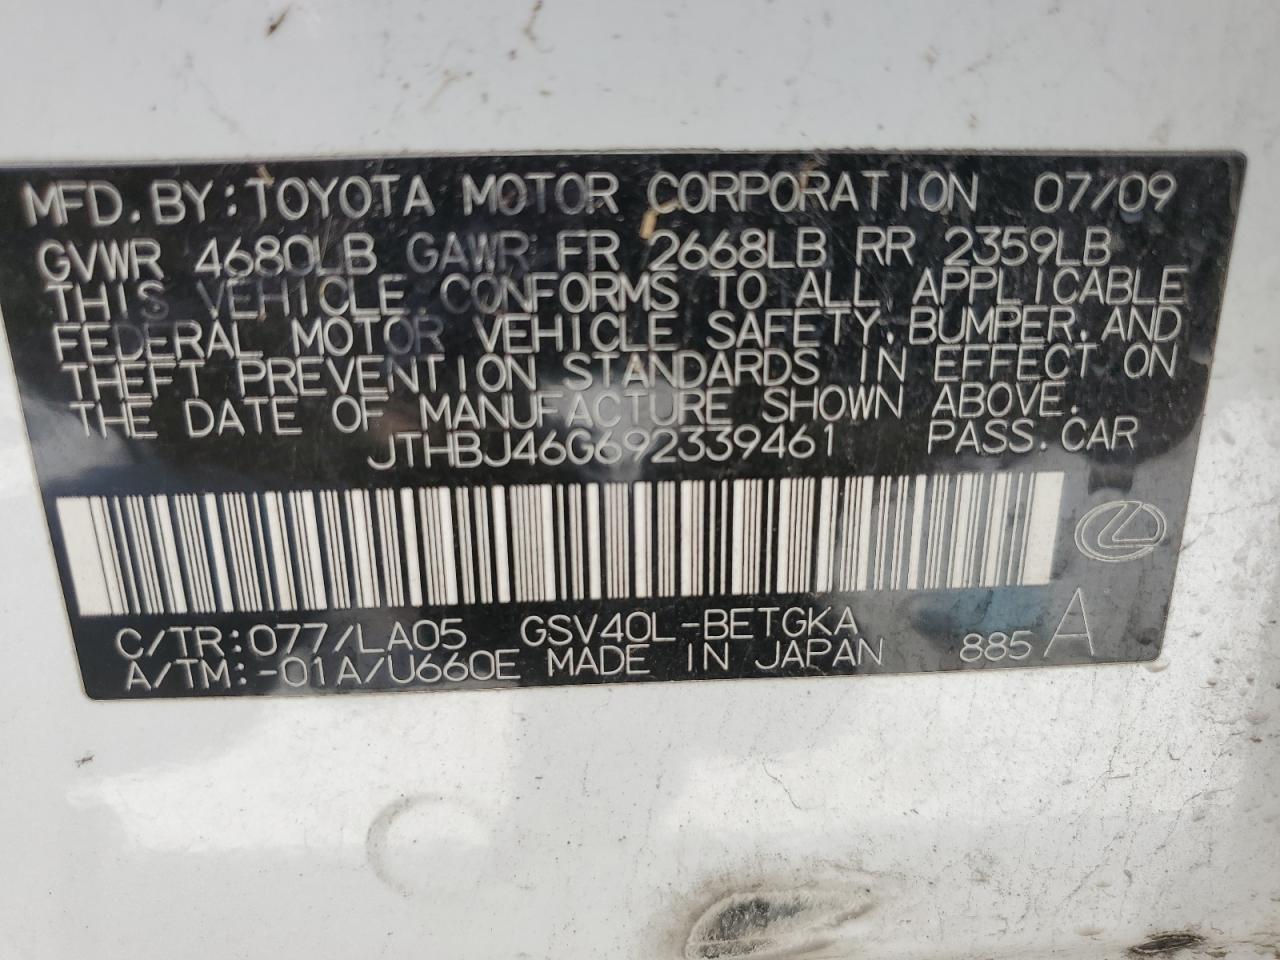 MFD. BY: TOYOTA MOTOR CORPORATION 07/09
GVWR 4680LB GAWR FR 2668LB RR 2359LB
THIS VEHICLE CONFORMS TO ALL APPLICABLE
FEDERAL MOTOR VEHICLE SAFETY, BUMPER, AND
THEFT PREVENTION STANDARDS IN EFFECT ON
THE DATE OF MANUFACTURE SHOWN ABOVE.
JTHBJ46G692339461 PASS. CAR
C/TR: 077/LA05 GSV40L-BETGKA
A/TM: -01A/U660E MADE IN JAPAN 885 A